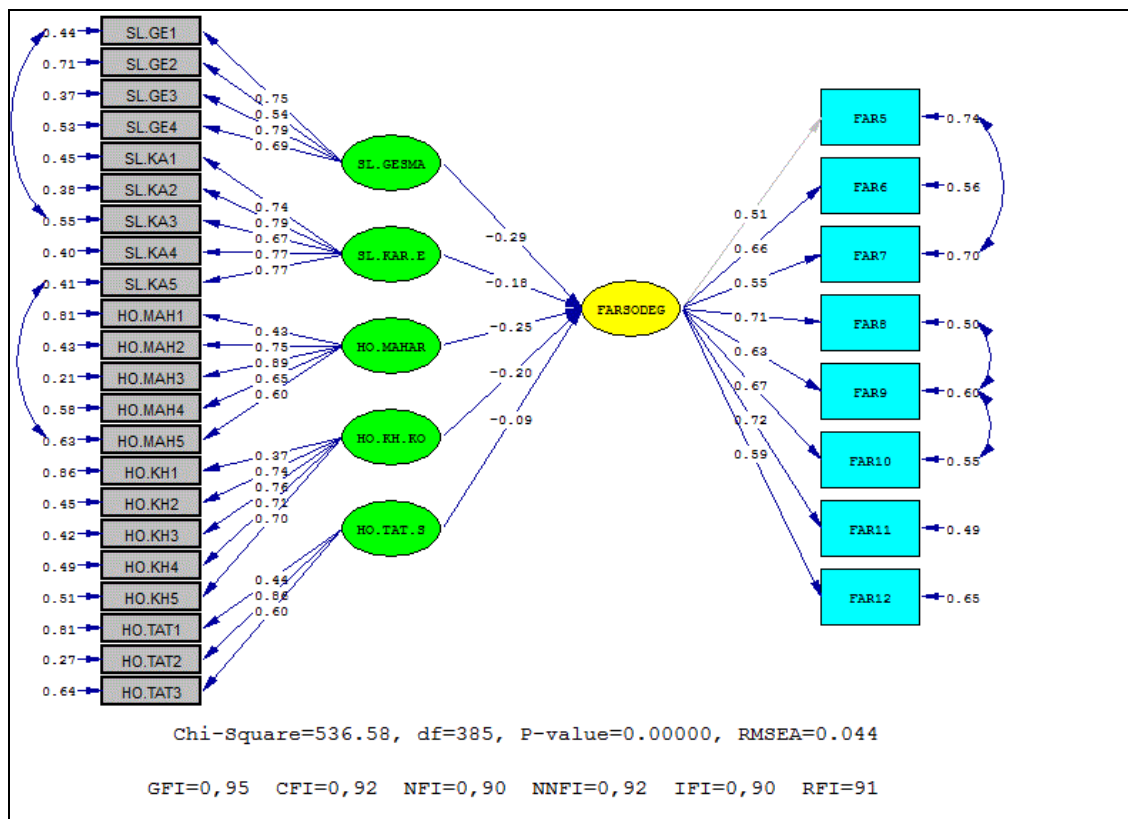 0.44 SL.GE1
0.71 SL.GE2
0.37 SL.GE3
0.53 SL.GE4
0.45 SL.KA1
0.38 SL.KA2
0.55 SL.KA3
0.40 SL.KA4
0.41 SL.KA5
0.81 HO.MAH1
0.43 HO.MAH2
0.21 HO.MAH3
0.58 HO.MAH4
0.63 HO.MAH5
0.86 HO.KH1
0.45 HO.KH2
0.42 HO.KH3
0.49 HO.KH4
0.51 HO.KH5
0.81 HO.TAT1
0.27 HO.TAT2
0.64 HO.TAT3
0.75
0.54
0.79
0.69
0.74
0.79
0.67
0.77
0.77
0.43
0.75
0.89
0.65
0.60
0.37
0.74
0.76
0.71
0.70
0.44
0.86
0.60
SL.GESMA
SL.KAR.E
HO.MAHAR
HO.KH.KO
HO.TAT.S
-0.29
-0.18
-0.25
-0.20
-0.09
FARSODEG
0.51
0.66
0.55
0.71
0.63
0.67
0.72
0.59
FAR5 0.74
FAR6 0.56
FAR7 0.70
FAR8 0.50
FAR9 0.60
FAR10 0.55
FAR11 0.49
FAR12 0.65
Chi-Square=536.58, df=385, P-value=0.00000, RMSEA=0.044
GFI=0,95 CFI=0,92 NFI=0,90 NNFI=0,92 IFI=0,90 RFI=91